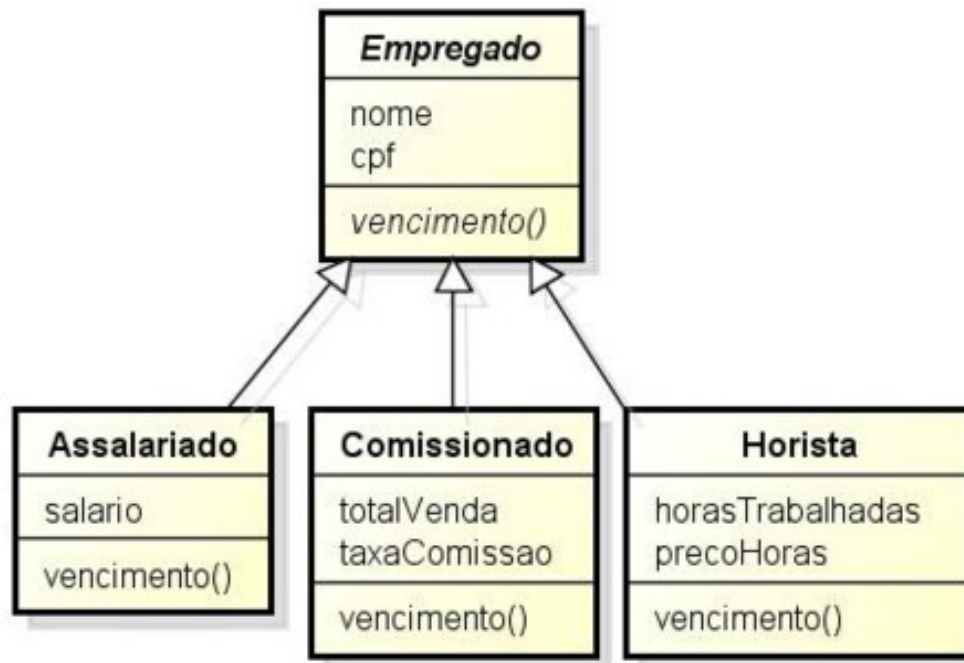 Empregado
nome
cpf
vencimento()
Assalariado
salario
vencimento()
Comissionado
totalVenda
taxaComissao
vencimento()
Horista
horasTrabalhadas
precoHoras
vencimento()